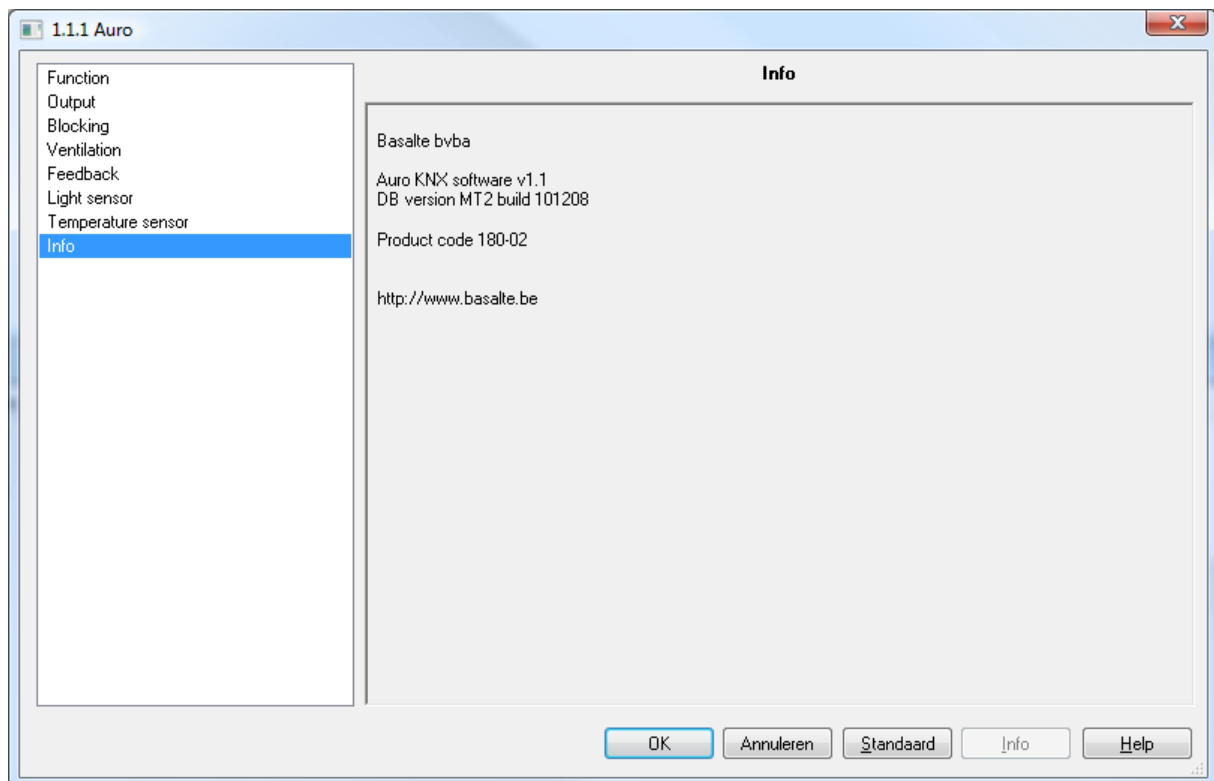 1.1.1 Auro
Function
Output
Blocking
Ventilation
Feedback
Light sensor
Temperature sensor
Info
Info
Basalte bvba
Auro KNX software v1.1
DB version MT2 build 101208
Product code 180-02
http://www.basalte.be
OK
Annuleren
Standaard
Info
Help